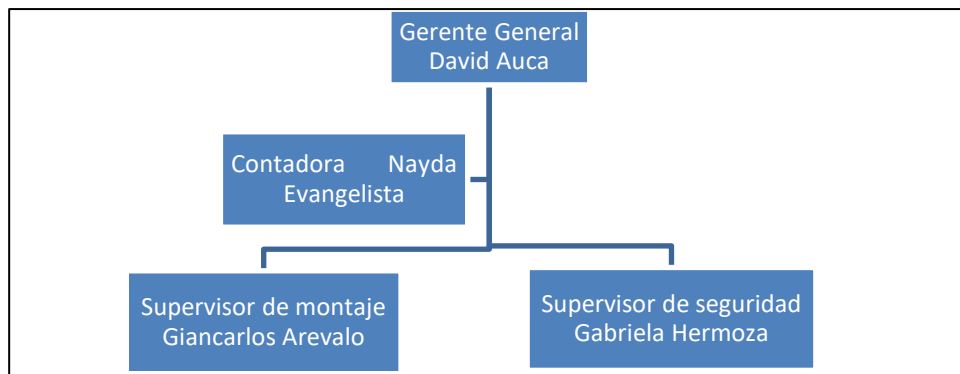 Gerente General
David Auca
Contadora Nayda
Evangelista
Supervisor de montaje
Giancarlos Arevalo
Supervisor de seguridad
Gabriela Hermoza